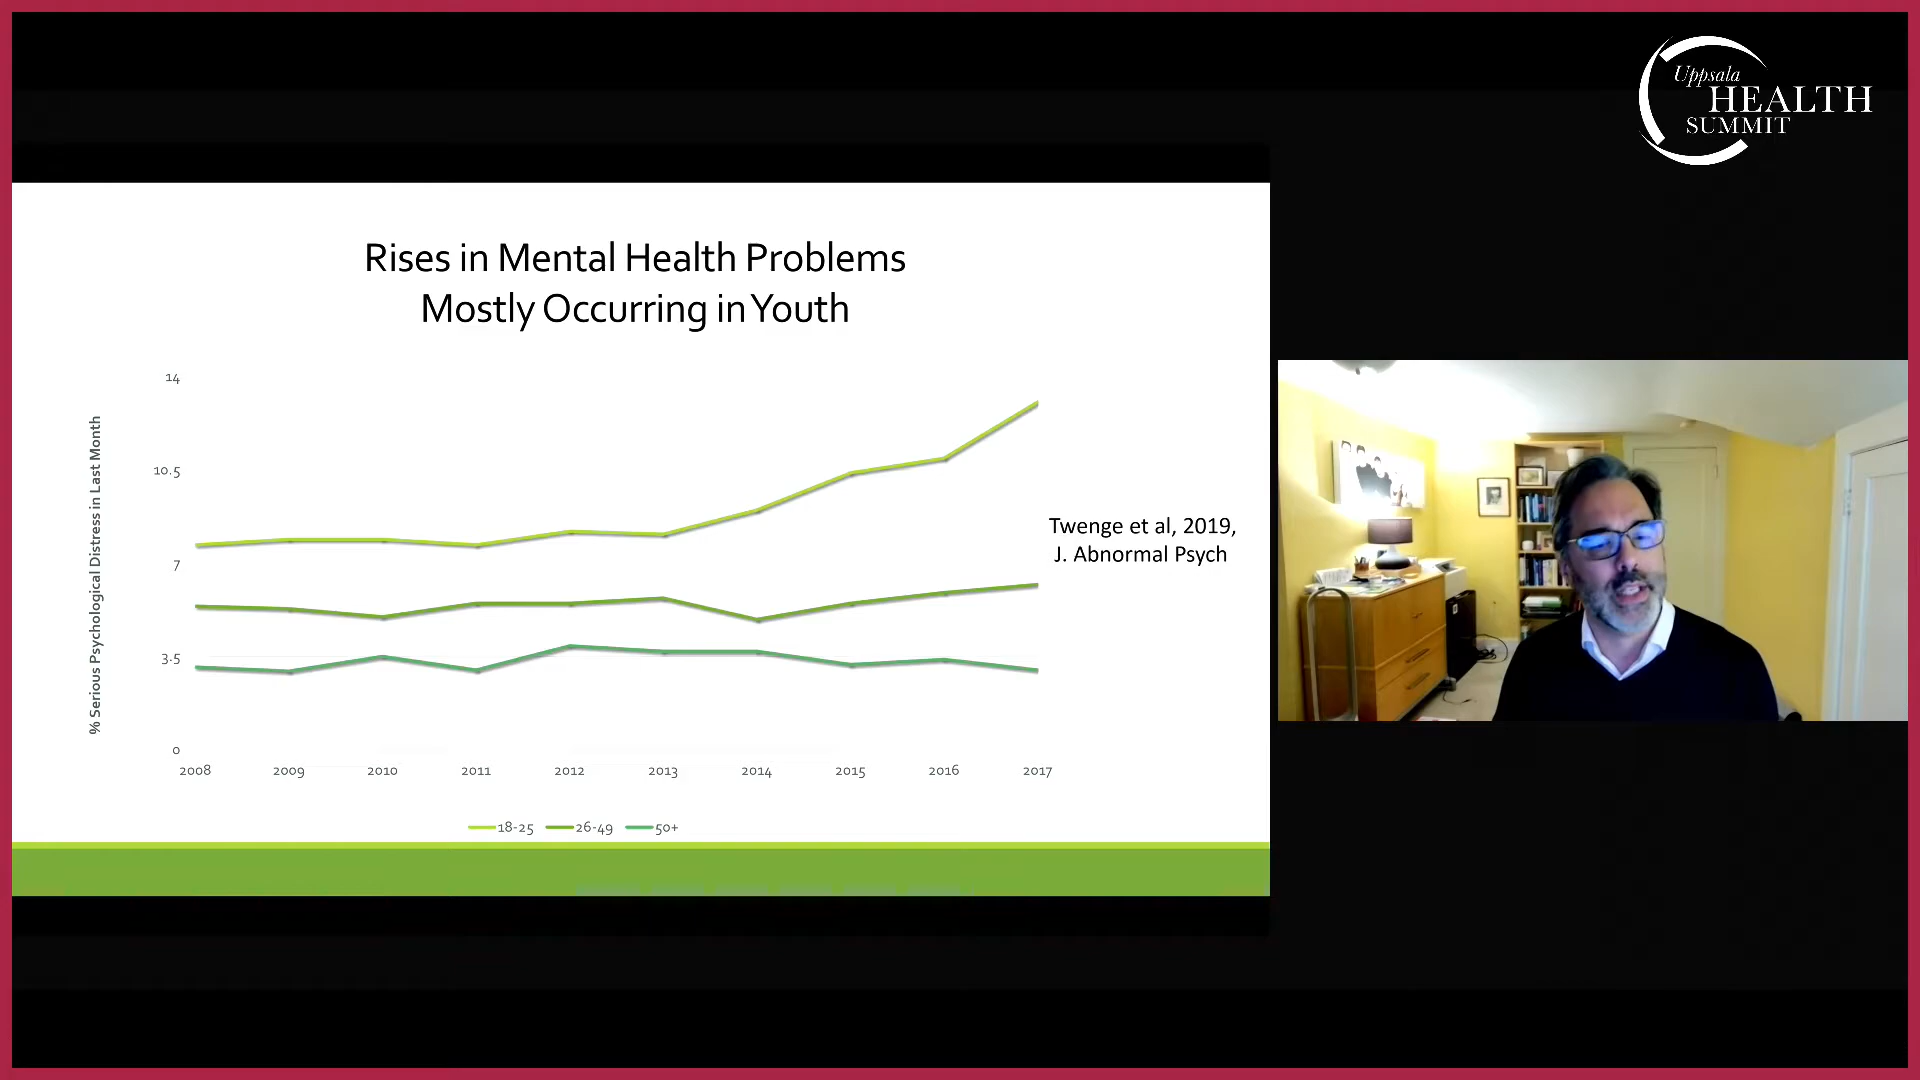 Uppsala
HEALTH
SUMMIT
Rises in Mental Health Problems
Mostly Occurring in Youth
% Serious Psychological Distress in Last Month
14
10.5
7
3.5
0
2008 2009 2010 2011 2012 2013 2014 2015 2016 2017
18-25 26-49 50+
Twenge et al, 2019,
J. Abnormal Psych